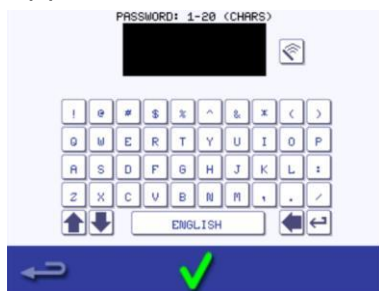 PASSWORD: 1-20 (CHARS)
! @ # $ % ^ & * ( )
Q W E R T Y U I O P
A S D F G H J K L :
Z X C V B N M , . /
ENGLISH